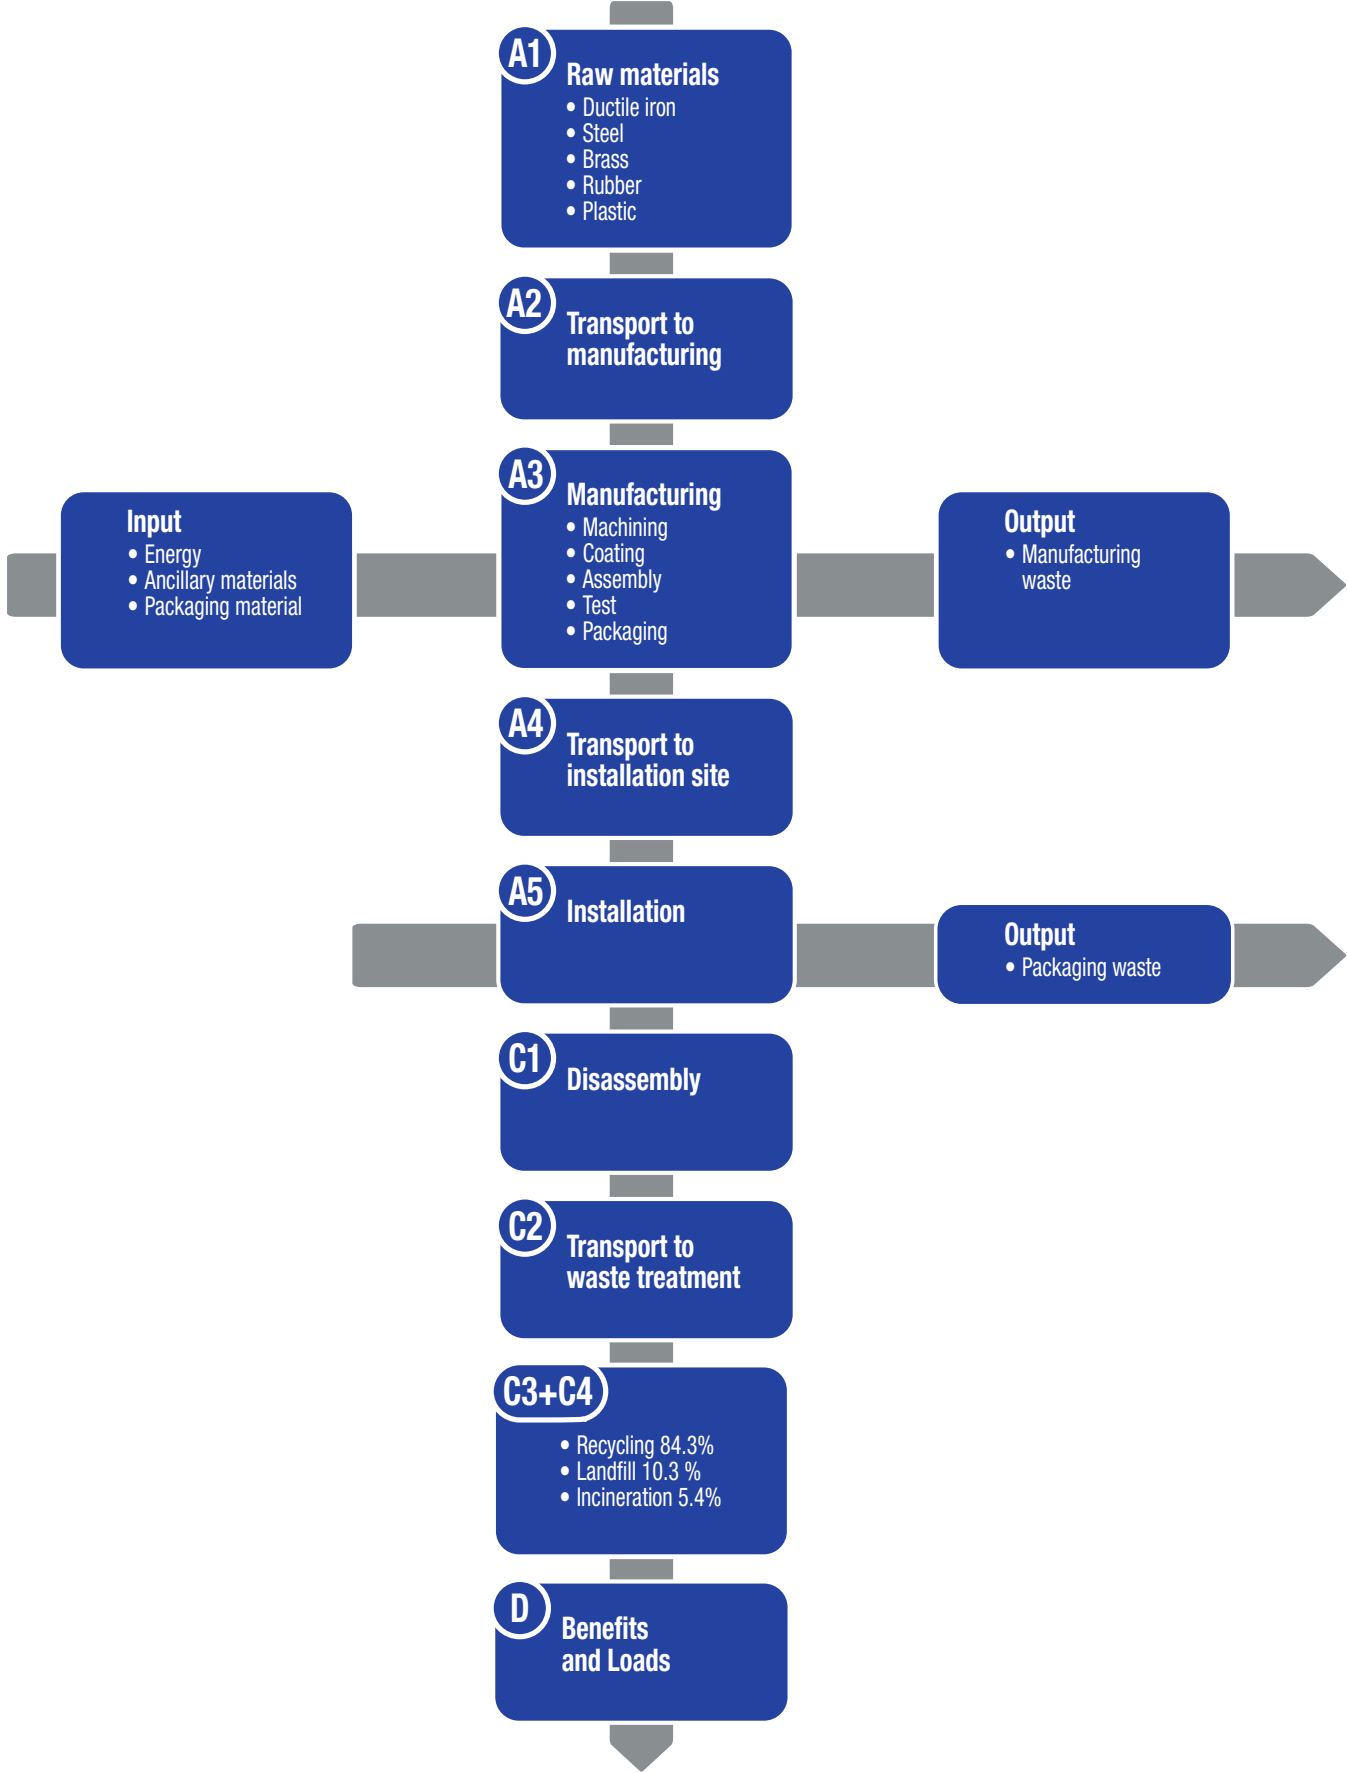 A1
Raw materials
• Ductile iron
• Steel
• Brass
• Rubber
• Plastic
A2
Transport to
manufacturing
Input
• Energy
• Ancillary materials
• Packaging material
A3
Manufacturing
• Machining
• Coating
• Assembly
• Test
• Packaging
Output
• Manufacturing
waste
A4
Transport to
installation site
A5
Installation
Output
• Packaging waste
C1
Disassembly
C2
Transport to
waste treatment
C3+C4
• Recycling 84.3%
• Landfill 10.3 %
• Incineration 5.4%
D
Benefits
and Loads